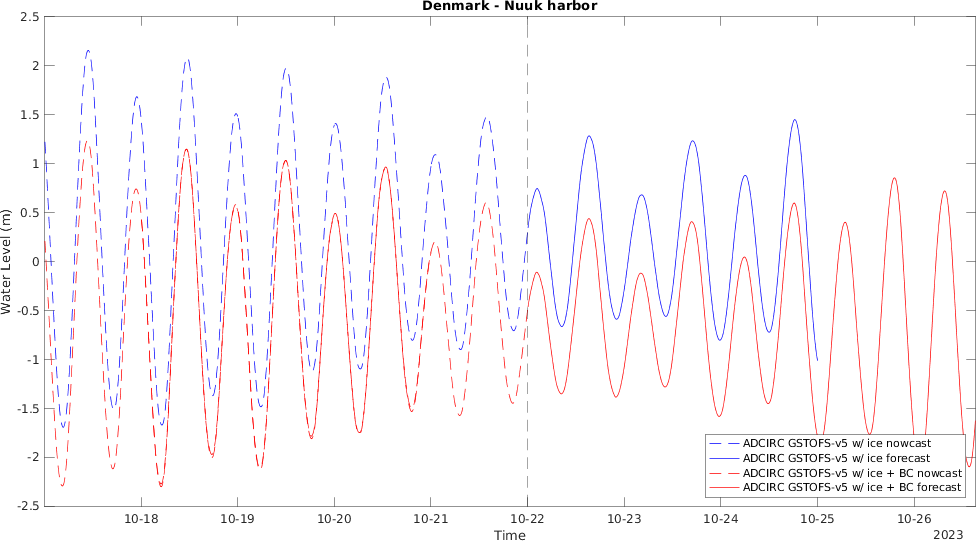 Denmark - Nuuk harbor
2.5
2
1.5
1
0.5
0
-0.5
-1
-1.5
-2
-2.5
Water Level (m)
ADCIRC GSTOFS-v5 w/ ice nowcast
ADCIRC GSTOFS-v5 w/ ice forecast
ADCIRC GSTOFS-v5 w/ ice + BC nowcast
ADCIRC GSTOFS-v5 w/ ice + BC forecast
10-18 10-19 10-20 10-21 10-22 10-23 10-24 10-25 10-26
Time
2023